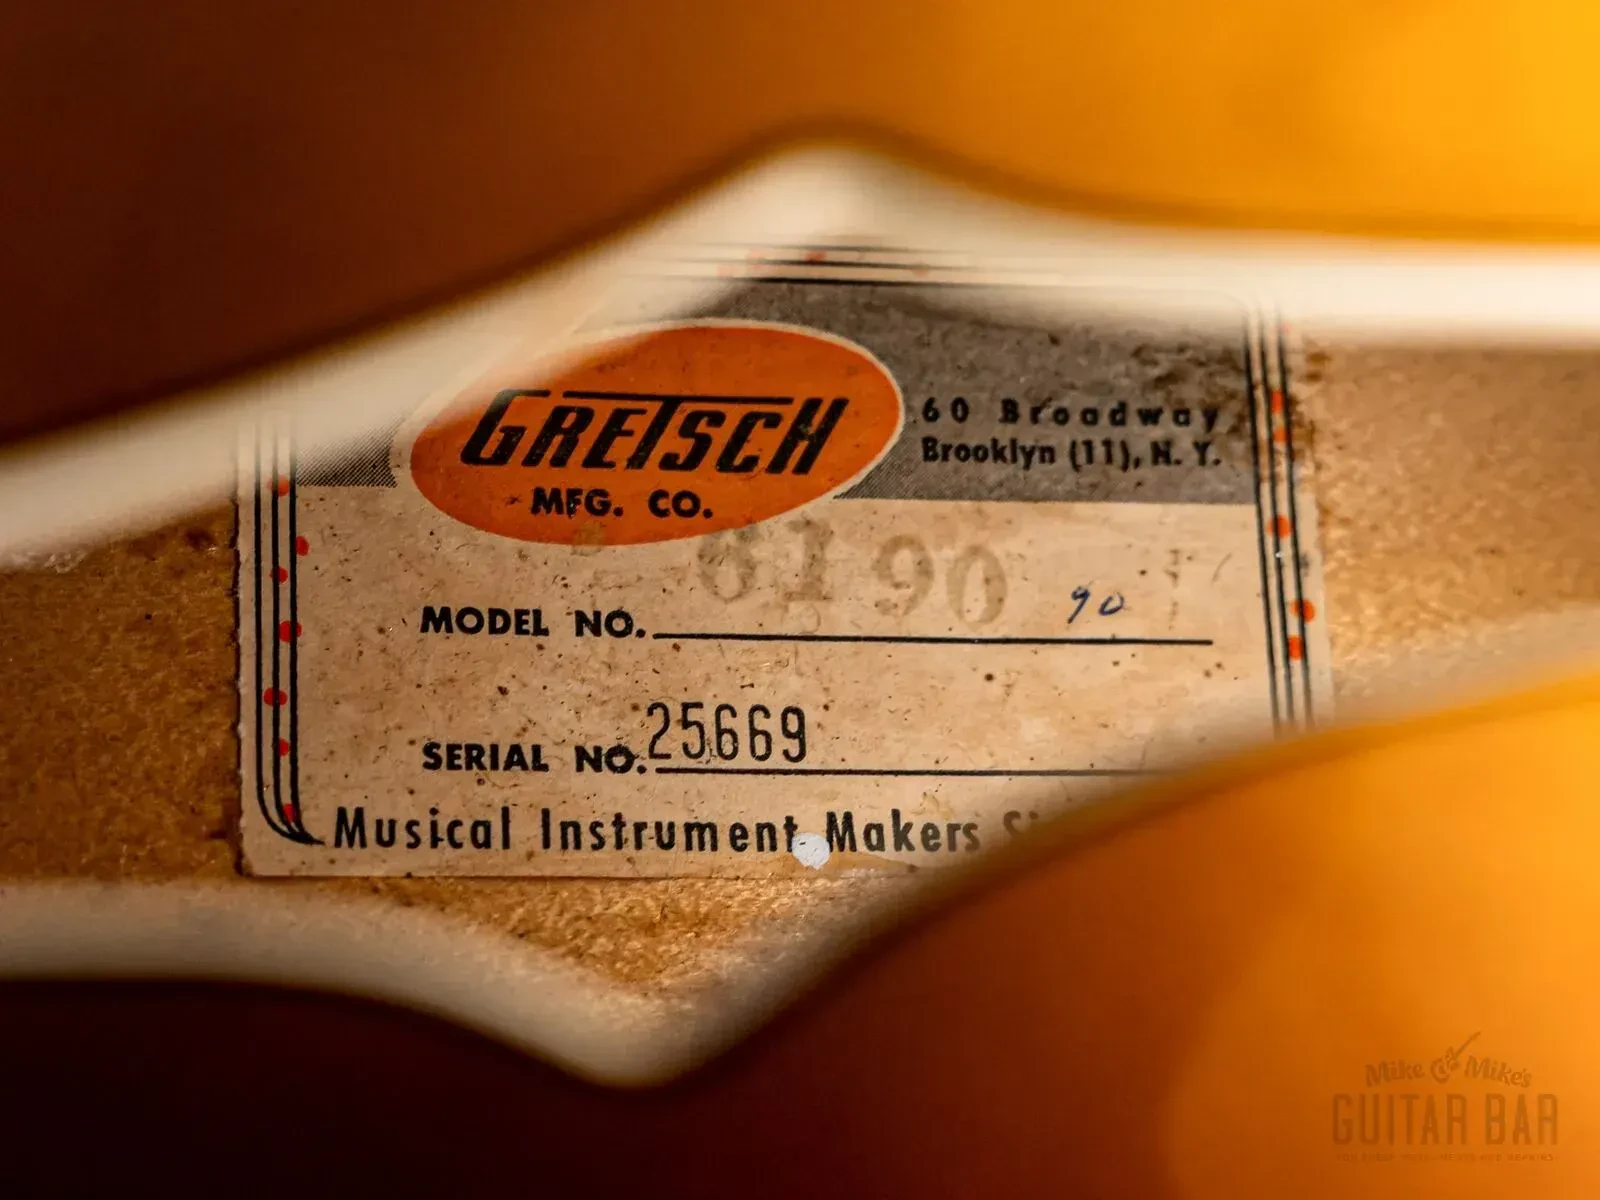 GRETSCH
MFG. CO.
60 Broadway
Brooklyn (11), N. Y.
6190
MODEL NO. 90
SERIAL NO. 25669
Musical Instrument Makers
Mike & Mike's
GUITAR BAR